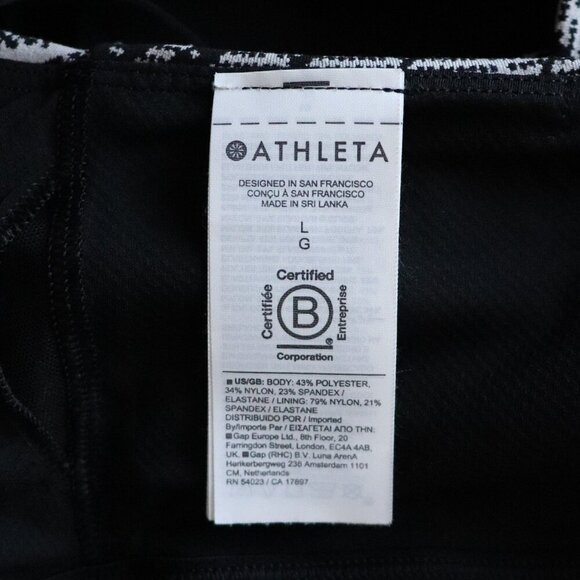 ATHLETA
DESIGNED IN SAN FRANCISCO
CONÇU À SAN FRANCISCO
MADE IN SRI LANKA
L
G
Certified
Certifiée
B
Entreprise
®
Corporation
US/GB: BODY: 43% POLYESTER,
34% NYLON, 23% SPANDEX /
ELASTANE / LINING: 79% NYLON, 21%
SPANDEX / ELASTANE
DISTRIBUIDO POR / Imported
By/Importe Par / ΕΙΣΑΓΕΤΑΙ ΑΠΟ ΤΗΝ:
Gap Europe Ltd., 8th Floor, 20
Farringdon Street, London, EC4A 4AB,
UK. Gap (RHC) B.V. Luna ArenA
Herikerbergweg 238 Amsterdam 1101
CM, Netherlands
RN 54023 / CA 17897